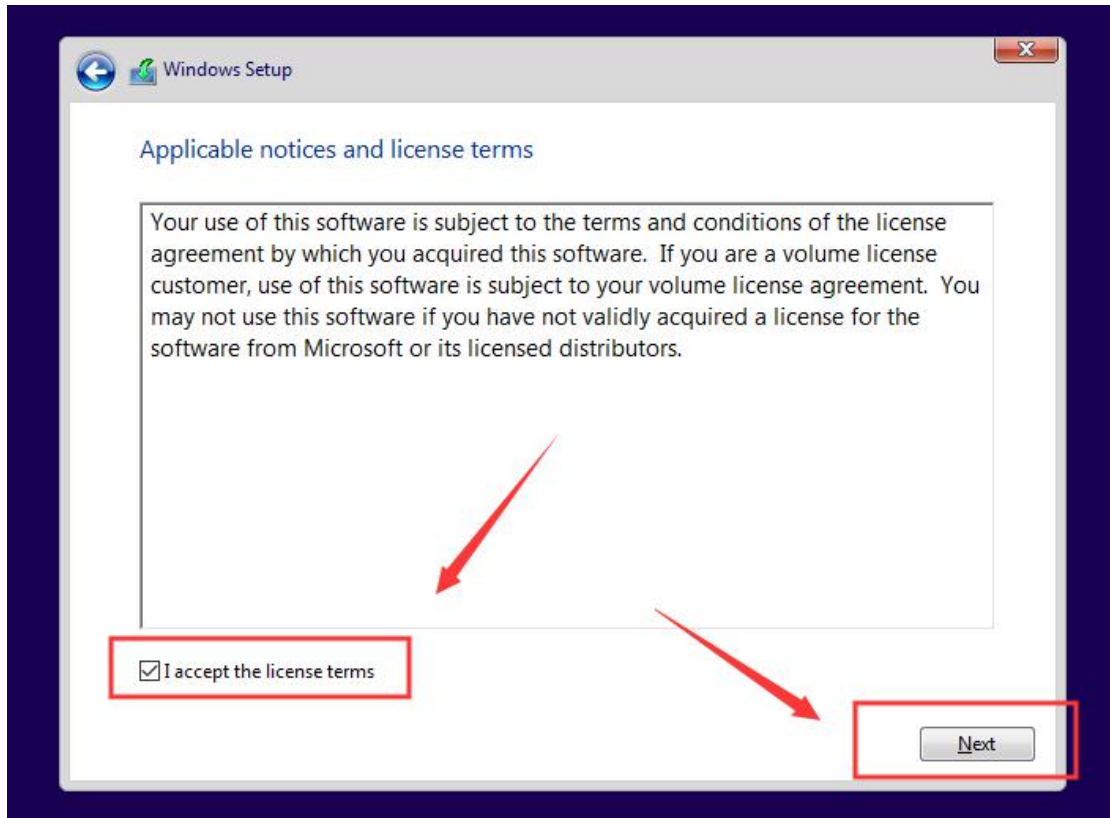 Windows Setup
Applicable notices and license terms
Your use of this software is subject to the terms and conditions of the license
agreement by which you acquired this software.  If you are a volume license
customer, use of this software is subject to your volume license agreement.  You
may not use this software if you have not validly acquired a license for the
software from Microsoft or its licensed distributors.
I accept the license terms
Next